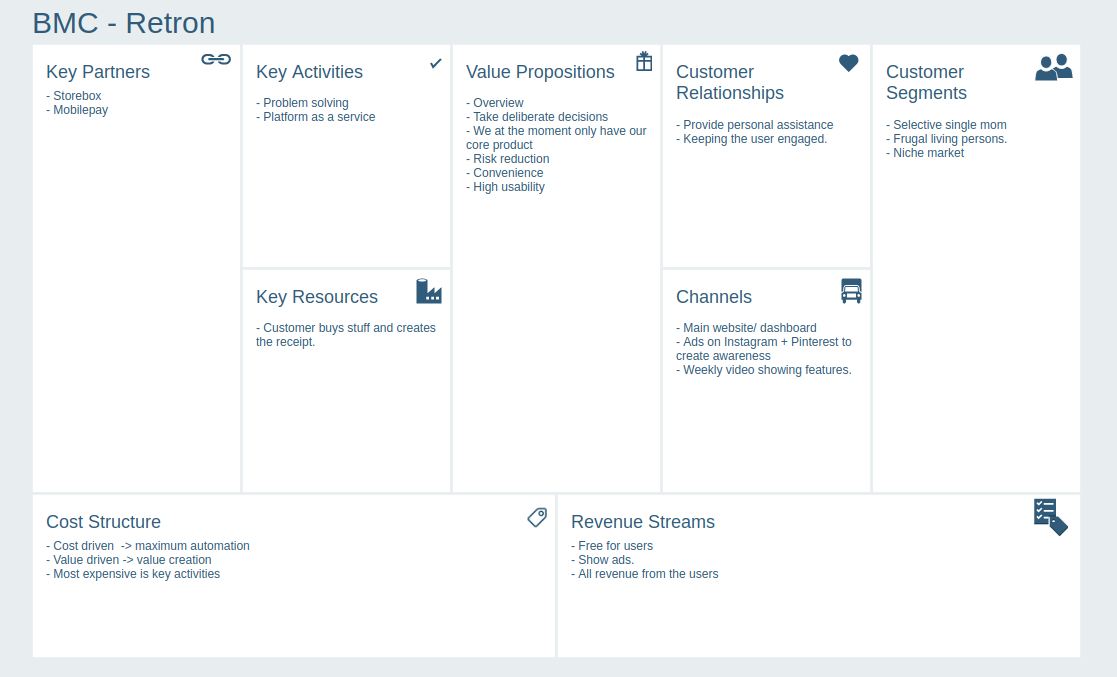 BMC - Retron
Key Partners
- Storebox
- Mobilepay
Key Activities
- Problem solving
- Platform as a service
Key Resources
- Customer buys stuff and creates
the receipt.
Value Propositions
- Overview
- Take deliberate decisions
- We at the moment only have our
core product
- Risk reduction
- Convenience
- High usability
Customer
Relationships
- Provide personal assistance
- Keeping the user engaged.
Channels
- Main website/ dashboard
- Ads on Instagram + Pinterest to
create awareness
- Weekly video showing features.
Customer
Segments
- Selective single mom
- Frugal living persons.
- Niche market
Cost Structure
- Cost driven  -> maximum automation
- Value driven -> value creation
- Most expensive is key activities
Revenue Streams
- Free for users
- Show ads.
- All revenue from the users